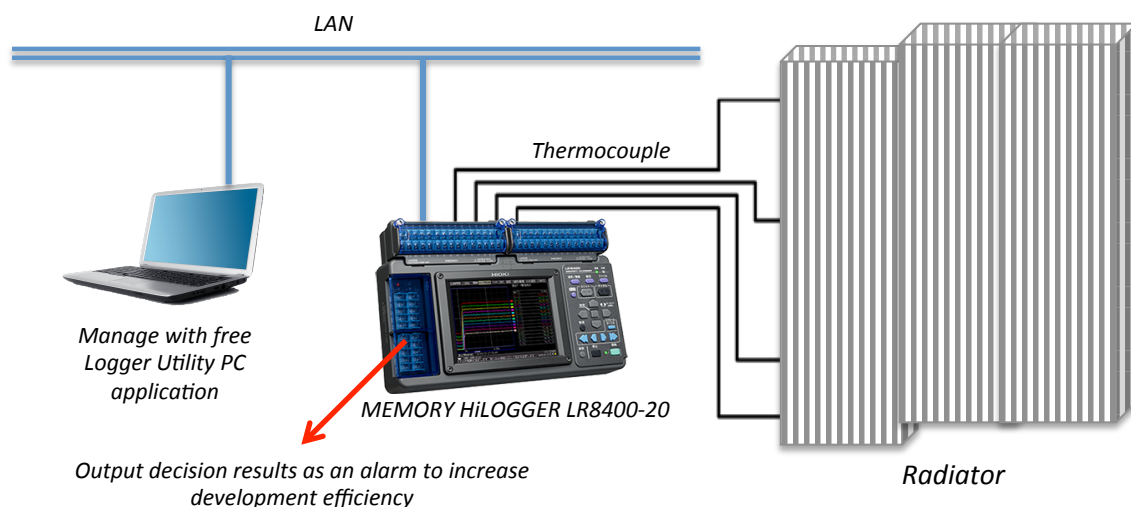 LAN
Thermocouple
HIOKI
Manage with free
Logger Utility PC
application
MEMORY HiLOGGER LR8400-20
Output decision results as an alarm to increase
development efficiency
Radiator